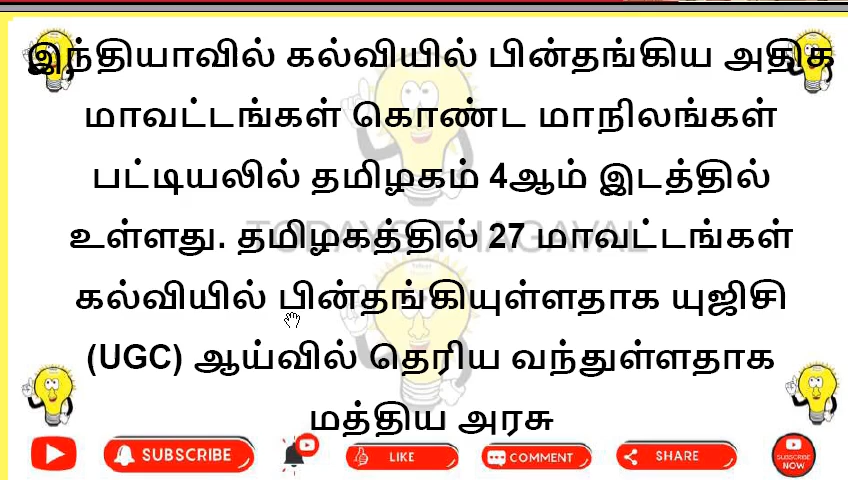 இந்தியாவில் கல்வியில் பின்தங்கிய அதிக
மாவட்டங்கள் கொண்ட மாநிலங்கள்
பட்டியலில் தமிழகம் 4ஆம் இடத்தில்
உள்ளது. தமிழகத்தில் 27 மாவட்டங்கள்
TODAYS THAGAVAL
கல்வியில் பின்தங்கியுள்ளதாக யுஜிசி
(UGC) ஆய்வில் தெரிய வந்துள்ளதாக
மத்திய அரசு
SUBSCRIBE LIKE COMMENT SHARE SUBSCRIBE
NOW